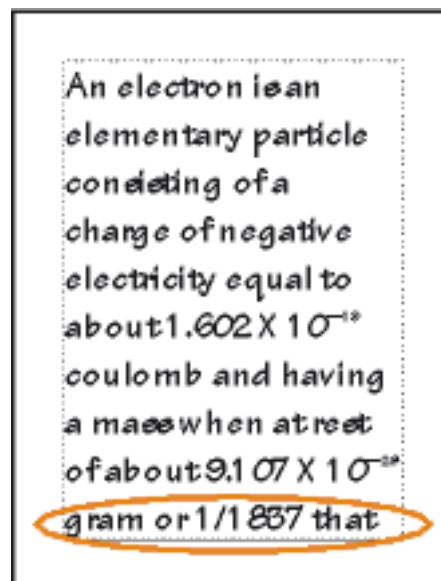 An electron is an
elementary particle
consisting of a
charge of negative
electricity equal to
about 1.602 X 10
coulomb and having
a mass when at rest
of about 9.107 X 10
gram or 1/1837 that